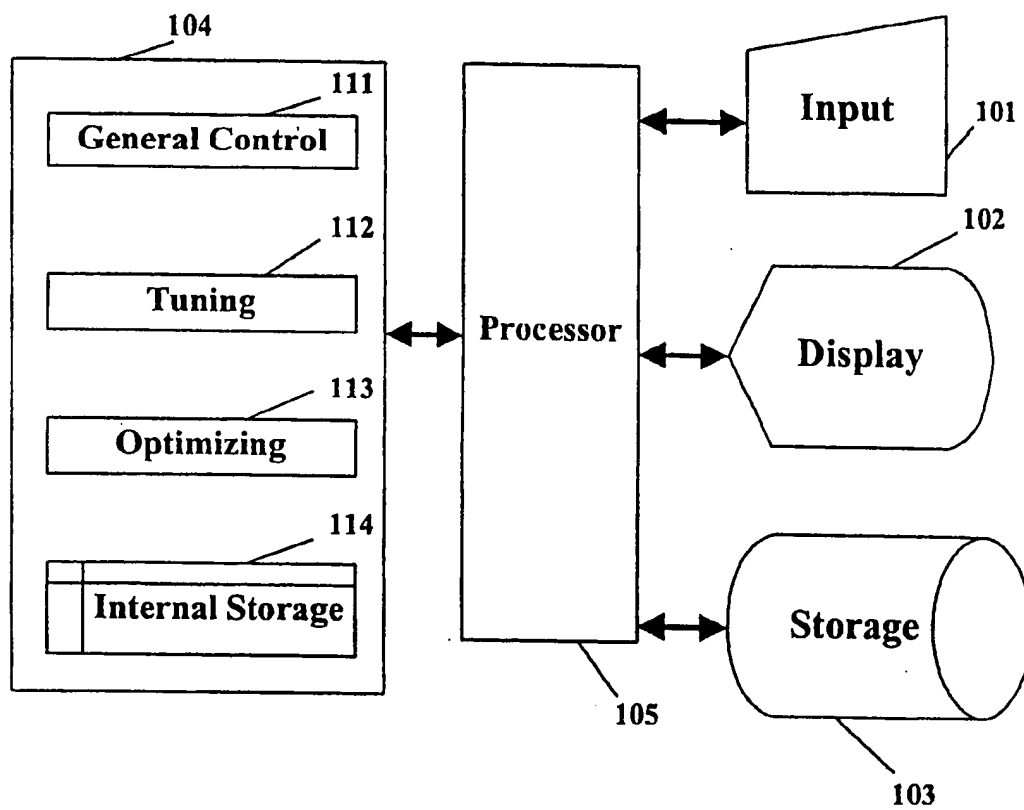 104
111
General Control
112
Tuning
113
Optimizing
114
Internal Storage
Processor
105
Input
101
102
Display
Storage
103